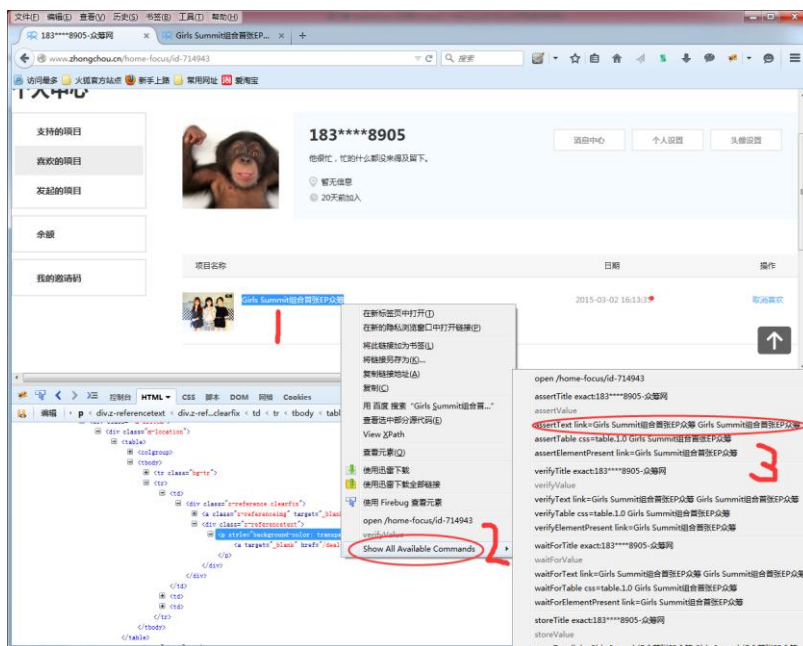 文件(F) 编辑(E) 查看(V) 历史(S) 书签(B) 工具(T) 帮助(H)
183****8905-众筹网 × Girls Summit组合首张EP... × +
www.zhongchou.cn/home-focus/id-714943 搜索
访问最多 火狐官方站点 新手上路 常用网址 爱淘宝
个人中心
支持的项目
喜欢的项目
发起的项目
余额
我的邀请码
183****8905
他很忙，忙的什么都没来得及留下。
暂无信息
20天前加入
消息中心 个人设置 头像设置
项目名称 日期 操作
Girls Summit组合首张EP众筹 2015-03-02 16:13:35 取消喜欢
1
在新标签页中打开(T)
在新的隐私浏览窗口中打开链接(P)
将此链接加为书签(L)
将链接另存为(K)...
复制链接地址(A)
复制(C)
用 百度 搜索 "Girls Summit组合首..."
查看选中部分源代码(E)
View XPath
查看元素(Q)
使用迅雷下载
使用迅雷下载全部链接
使用 Firebug 查看元素
open /home-focus/id-714943
verifyValue
Show All Available Commands
2
open /home-focus/id-714943
assertTitle exact:183****8905-众筹网
assertValue
assertText link=Girls Summit组合首张EP众筹 Girls Summit组合首张EP众筹
assertTable css=table.1.0 Girls Summit组合首张EP众筹
assertElementPresent link=Girls Summit组合首张EP众筹
3
verifyTitle exact:183****8905-众筹网
verifyValue
verifyText link=Girls Summit组合首张EP众筹 Girls Summit组合首张EP众筹
verifyTable css=table.1.0 Girls Summit组合首张EP众筹
verifyElementPresent link=Girls Summit组合首张EP众筹
waitForTitle exact:183****8905-众筹网
waitForValue
waitForText link=Girls Summit组合首张EP众筹 Girls Summit组合首张EP众筹
waitForTable css=table.1.0 Girls Summit组合首张EP众筹
waitForElementPresent link=Girls Summit组合首张EP众筹
storeTitle exact:183****8905-众筹网
storeValue
控制台 HTML CSS 脚本 DOM 网络 Cookies
编辑 p < div.z-referencetext < div.z-ref...clearfix < td < tr < tbody < tabl
<table>
<colgroup>
<tbody>
<tr class="bg-tr">
<tr>
<td>
<div class="z-reference clearfix">
<a class="z-referenceimg" target="_blan
<div class="z-referencetext">
<p style="background-color: transpa
<a target="_blank" href="/deal
</p>
</div>
</div>
</td>
<td>
<td>
</tr>
</tbody>
</table>